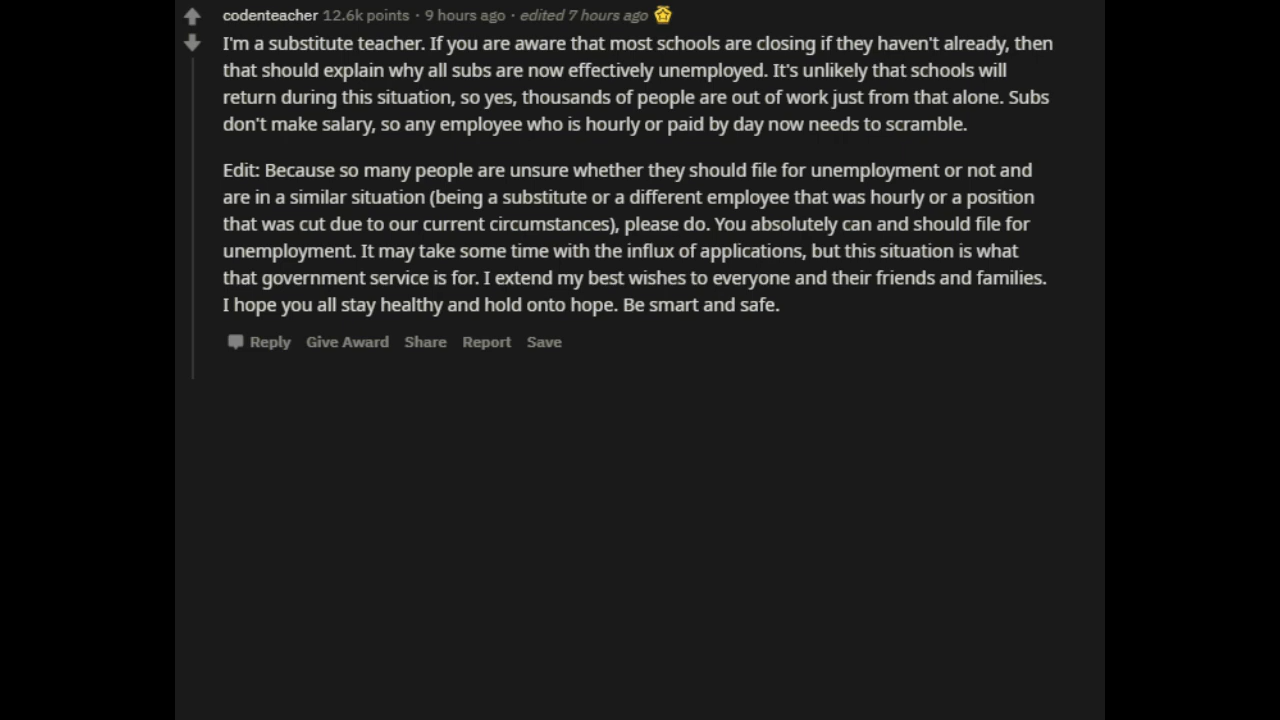 codenteacher 12.6k points · 9 hours ago · edited 7 hours ago
I'm a substitute teacher. If you are aware that most schools are closing if they haven't already, then
that should explain why all subs are now effectively unemployed. It's unlikely that schools will
return during this situation, so yes, thousands of people are out of work just from that alone. Subs
don't make salary, so any employee who is hourly or paid by day now needs to scramble.
Edit: Because so many people are unsure whether they should file for unemployment or not and
are in a similar situation (being a substitute or a different employee that was hourly or a position
that was cut due to our current circumstances), please do. You absolutely can and should file for
unemployment. It may take some time with the influx of applications, but this situation is what
that government service is for. I extend my best wishes to everyone and their friends and families.
I hope you all stay healthy and hold onto hope. Be smart and safe.
Reply Give Award Share Report Save